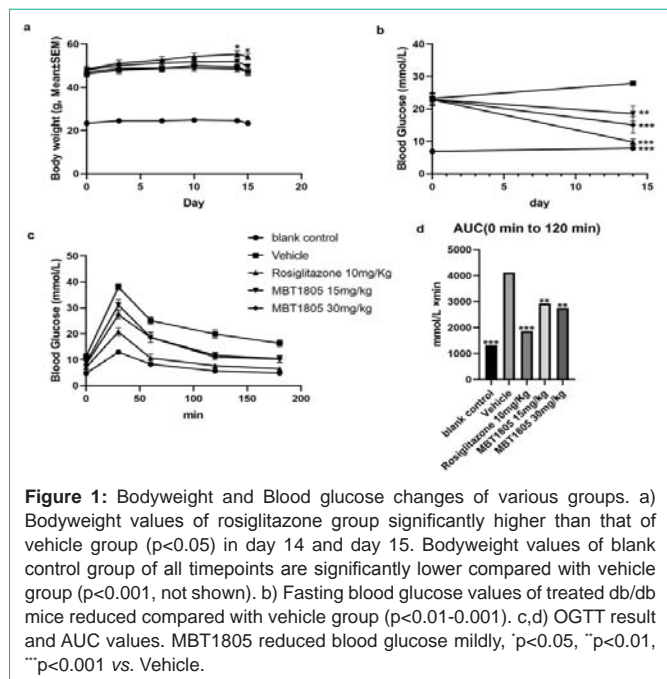 a
Body weight (g, Mean±SEM)
80
60
40
20
0
0
5
10
15
20
Day
*
*
b
Blood Glucose (mmol/L)
40
30
20
10
0
0
5
10
15
day
**
***
***
***
c
Blood Glucose (mmol/L)
50
40
30
20
10
0
0
50
100
150
200
min
blank control
Vehicle
Rosiglitazone 10mg/Kg
MBT1805 15mg/kg
MBT1805 30mg/kg
d
AUC(0 min to 120 min)
mmol/L ×min
5000
4000
3000
2000
1000
0
***
***
**
**
blank control
Vehicle
Rosiglitazone 10mg/Kg
MBT1805 15mg/kg
MBT1805 30mg/kg
Figure 1: Bodyweight and Blood glucose changes of various groups. a)
Bodyweight values of rosiglitazone group significantly higher than that of
vehicle group (p<0.05) in day 14 and day 15. Bodyweight values of blank
control group of all timepoints are significantly lower compared with vehicle
group (p<0.001, not shown). b) Fasting blood glucose values of treated db/db
mice reduced compared with vehicle group (p<0.01-0.001). c,d) OGTT result
and AUC values. MBT1805 reduced blood glucose mildly, *p<0.05, **p<0.01,
***p<0.001 vs. Vehicle.